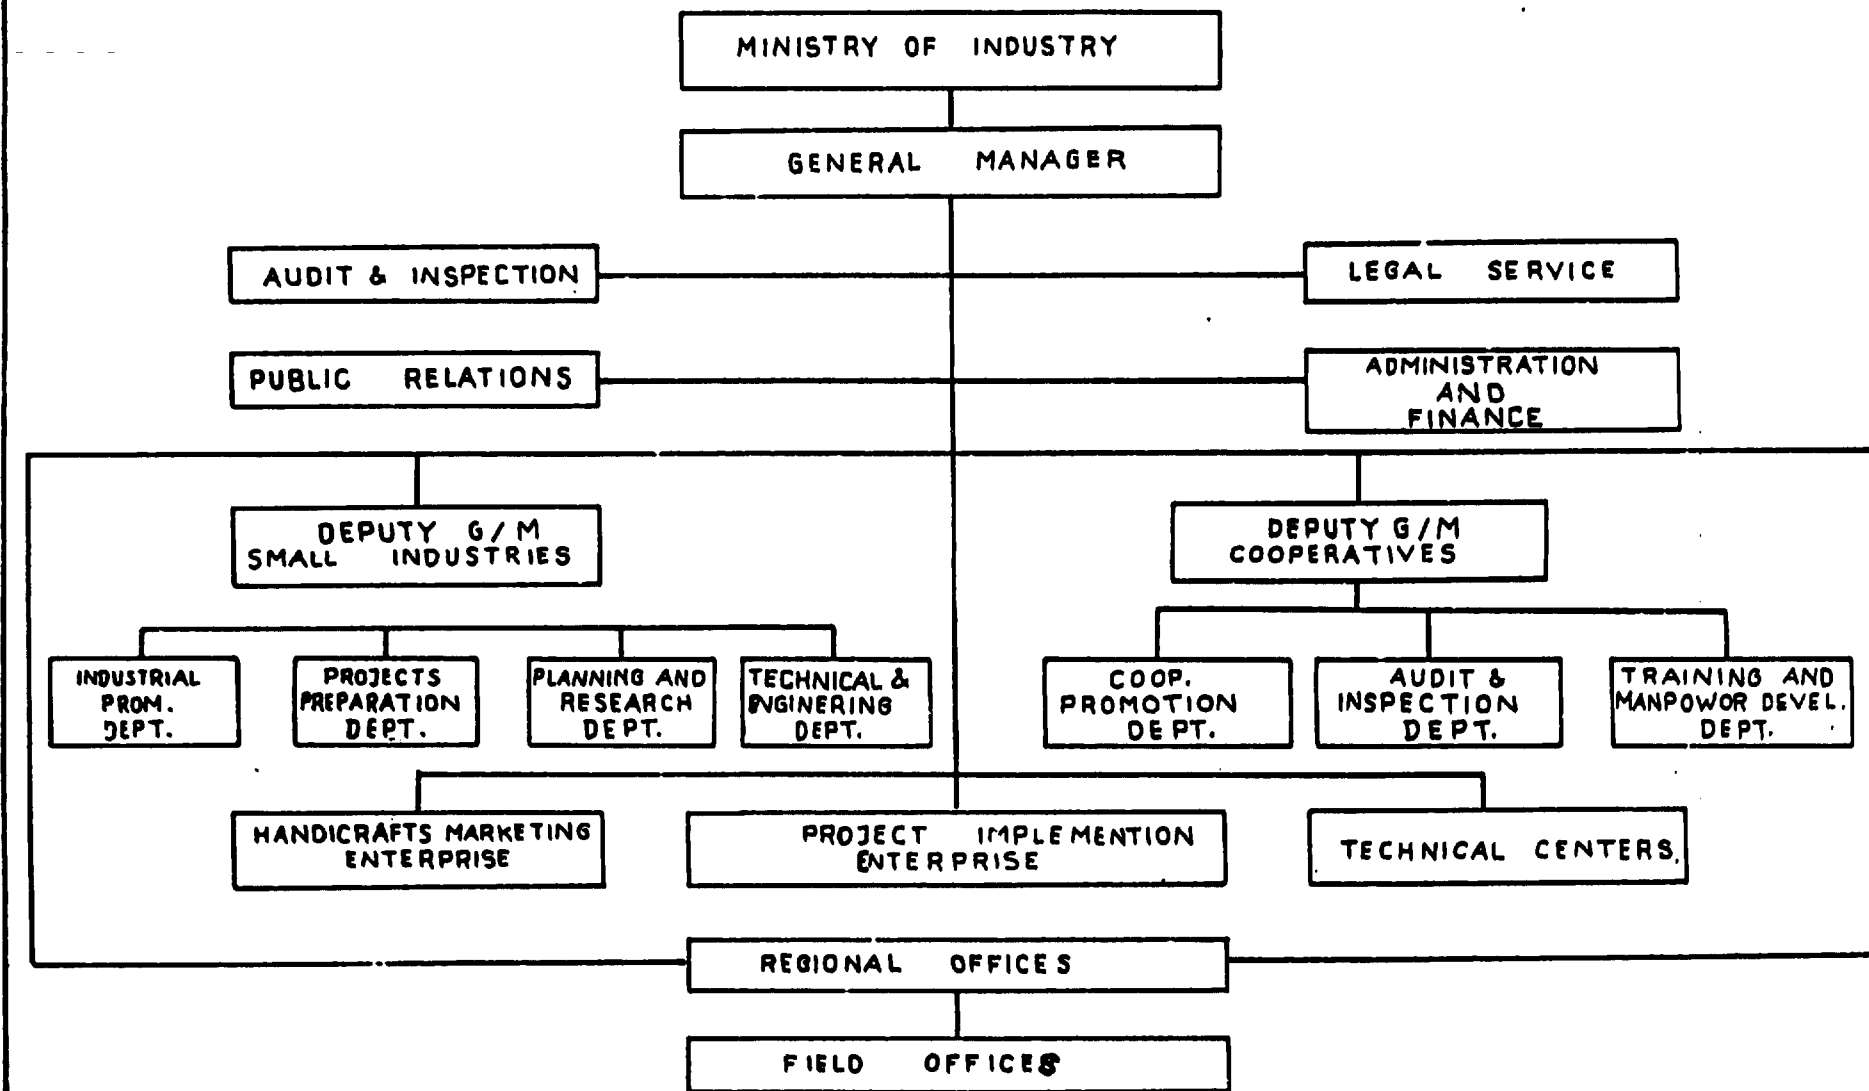 MINISTRY OF INDUSTRY
GENERAL MANAGER
AUDIT & INSPECTION
LEGAL SERVICE
PUBLIC RELATIONS
ADMINISTRATION
AND
FINANCE
DEPUTY G/M
SMALL INDUSTRIES
DEPUTY G/M
COOPERATIVES
INDUSTRIAL
PROM.
DEPT.
PROJECTS
PREPARATION
DEPT.
PLANNING AND
RESEARCH
DEPT.
TECHNICAL &
ENGINERING
DEPT.
COOP.
PROMOTION
DEPT.
AUDIT &
INSPECTION
DEPT.
TRAINING AND
MANPOWOR DEVEL.
DEPT.
HANDICRAFTS MARKETING
ENTERPRISE
PROJECT IMPLEMENTION
ENTERPRISE
TECHNICAL CENTERS.
REGIONAL OFFICES
FIELD OFFICES